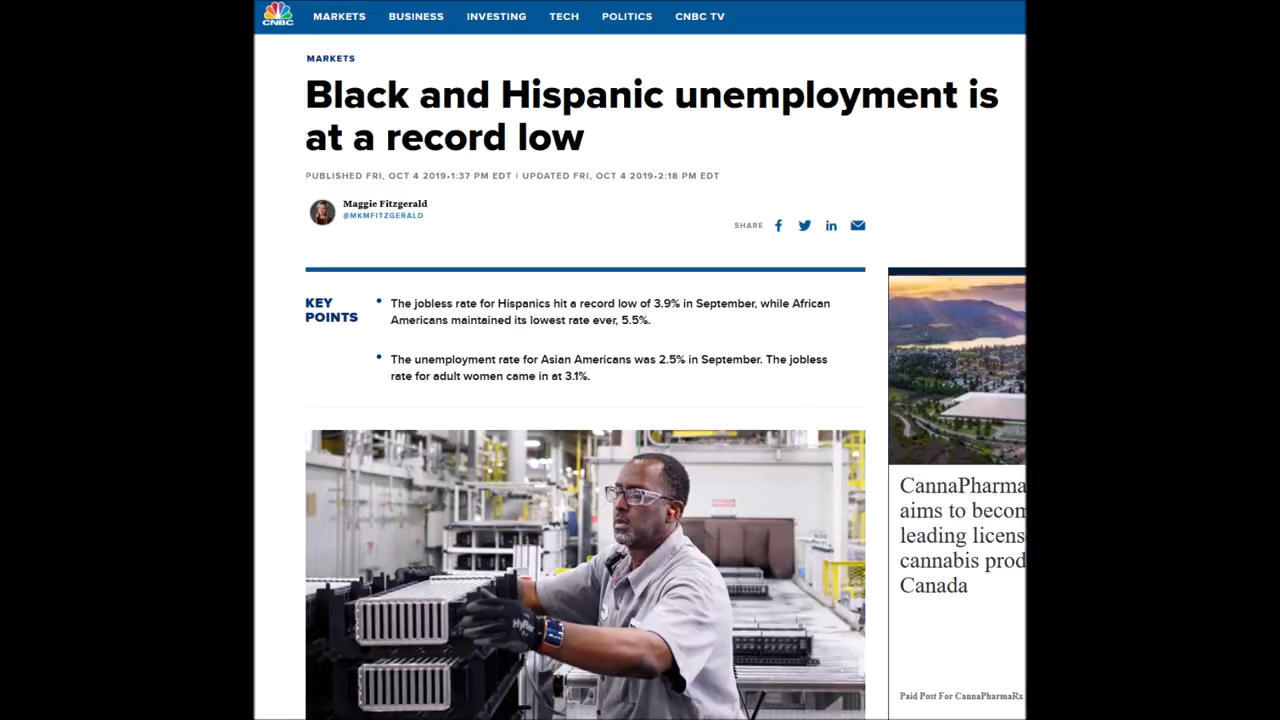 CNBC
MARKETS BUSINESS INVESTING TECH POLITICS CNBC TV
MARKETS
Black and Hispanic unemployment is
at a record low
PUBLISHED FRI, OCT 4 2019•1:37 PM EDT | UPDATED FRI, OCT 4 2019•2:18 PM EDT
Maggie Fitzgerald
@MKMFITZGERALD
SHARE
KEY
POINTS
• The jobless rate for Hispanics hit a record low of 3.9% in September, while African
Americans maintained its lowest rate ever, 5.5%.
• The unemployment rate for Asian Americans was 2.5% in September. The jobless
rate for adult women came in at 3.1%.
HyFlex
CannaPharma
aims to becom
leading licens
cannabis prod
Canada
Paid Post For CannaPharmaRx